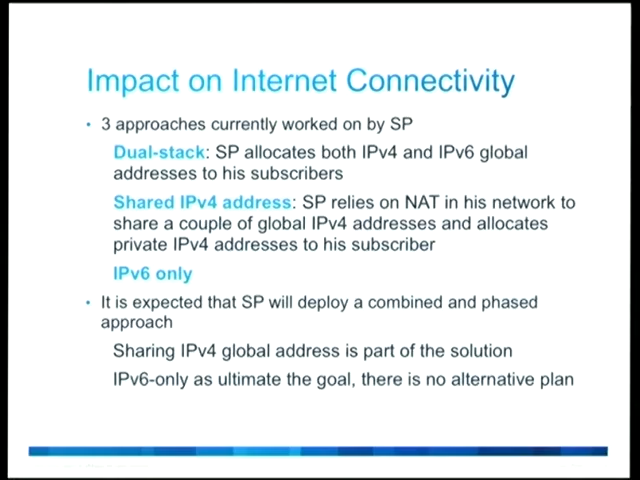 Impact on Internet Connectivity
• 3 approaches currently worked on by SP
Dual-stack: SP allocates both IPv4 and IPv6 global
addresses to his subscribers
Shared IPv4 address: SP relies on NAT in his network to
share a couple of global IPv4 addresses and allocates
private IPv4 addresses to his subscriber
IPv6 only
• It is expected that SP will deploy a combined and phased
approach
Sharing IPv4 global address is part of the solution
IPv6-only as ultimate the goal, there is no alternative plan